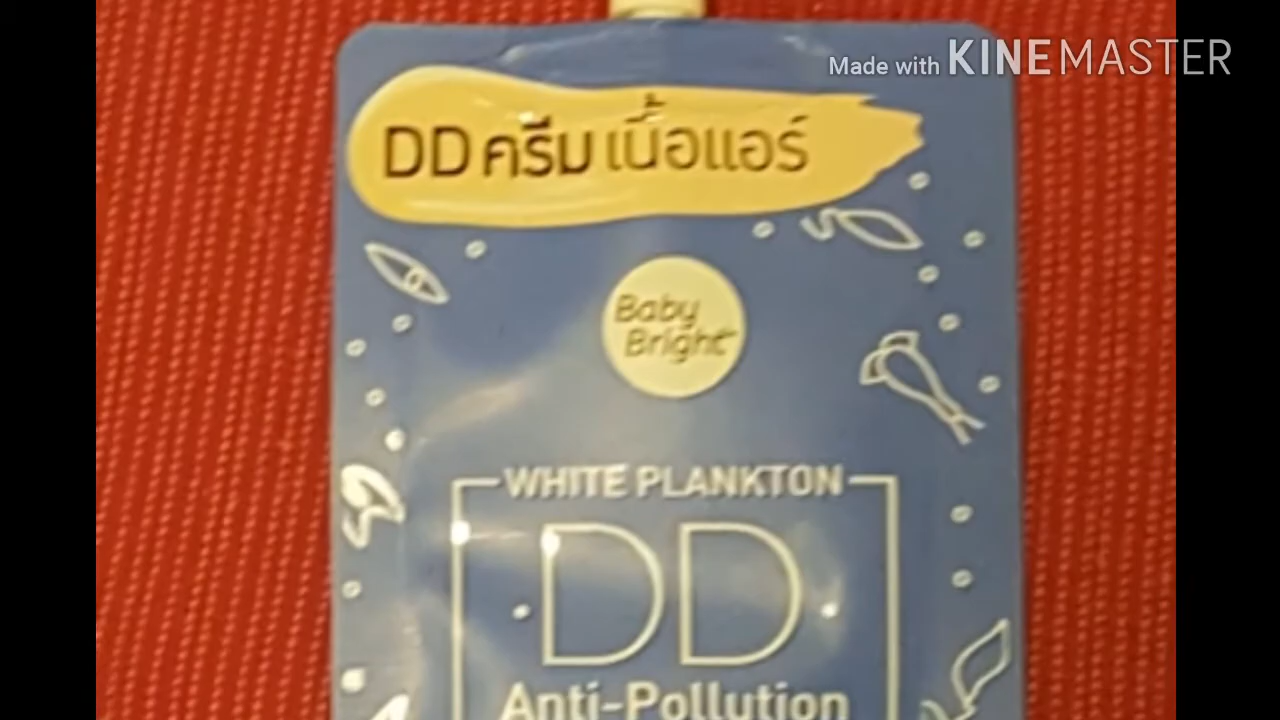 Made with KINEMASTER
DD ครีม เนื้อแอร์
Baby
Bright
WHITE PLANKTON
DD
Anti-Pollution